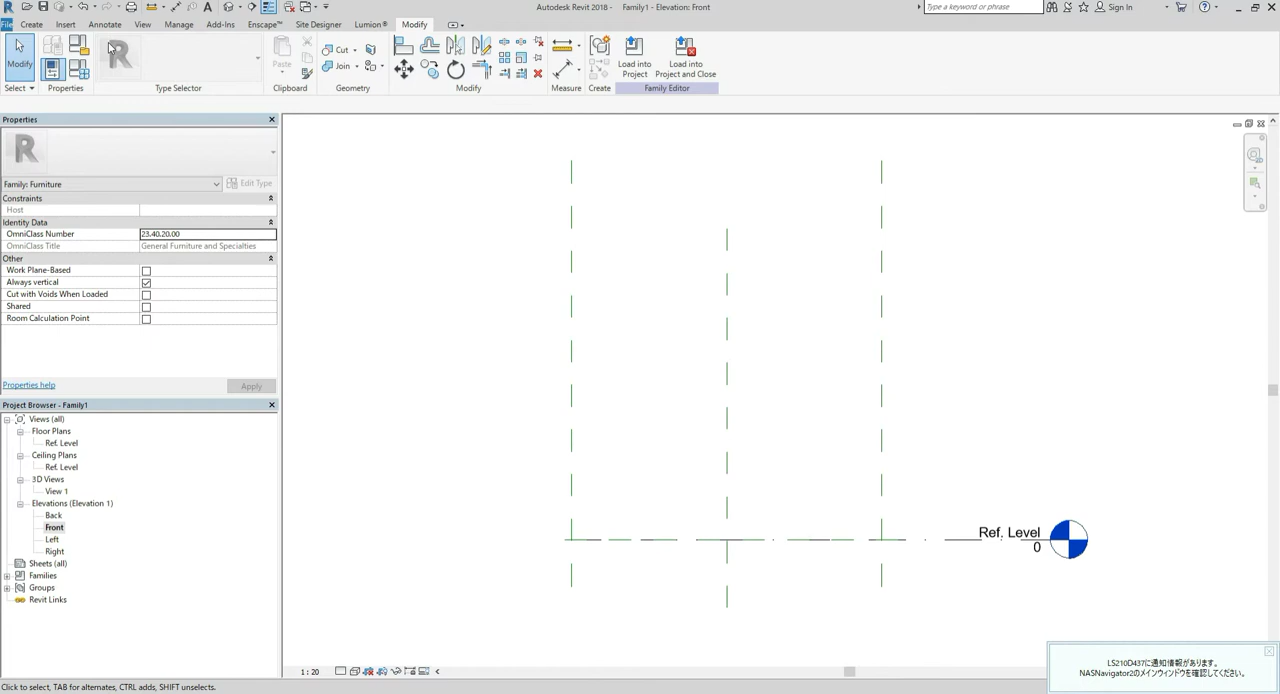 Autodesk Revit 2018 -    Family1 - Elevation: Front
Type a keyword or phrase
Sign In
File Create Insert Annotate View Manage Add-Ins Enscape™ Site Designer Lumion® Modify
Modify
Paste
Cut
Join
Load into Project
Load into Project and Close
Select Properties Type Selector Clipboard Geometry Modify Measure Create Family Editor
Properties
Family: Furniture
Edit Type
Constraints
Host
Identity Data
OmniClass Number 23.40.20.00
OmniClass Title General Furniture and Specialties
Other
Work Plane-Based
Always vertical
Cut with Voids When Loaded
Shared
Room Calculation Point
Properties help
Apply
Project Browser - Family1
Views (all)
Floor Plans
Ref. Level
Ceiling Plans
Ref. Level
3D Views
View 1
Elevations (Elevation 1)
Back
Front
Left
Right
Sheets (all)
Families
Groups
Revit Links
Ref. Level
0
1 : 20
LS210D437に通知情報があります。
NASNavigator2のメインウィンドウを確認してください。
Click to select, TAB for alternates, CTRL adds, SHIFT unselects.